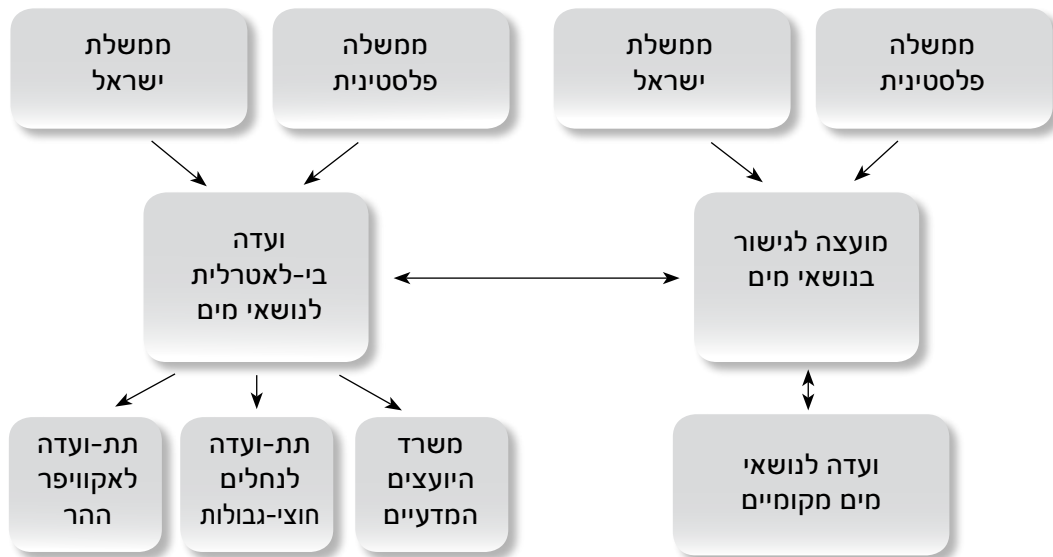 ממשלה
פלסטינית
ממשלת
ישראל
ממשלה
פלסטינית
ממשלת
ישראל
מועצה לגישור
בנושאי מים
ועדה
בי-לאטרלית
לנושאי מים
ועדה לנושאי
מים מקומיים
משרד
היועצים
המדעיים
תת-ועדה
לנחלים
חוצי-גבולות
תת-ועדה
לאקוויפר
ההר